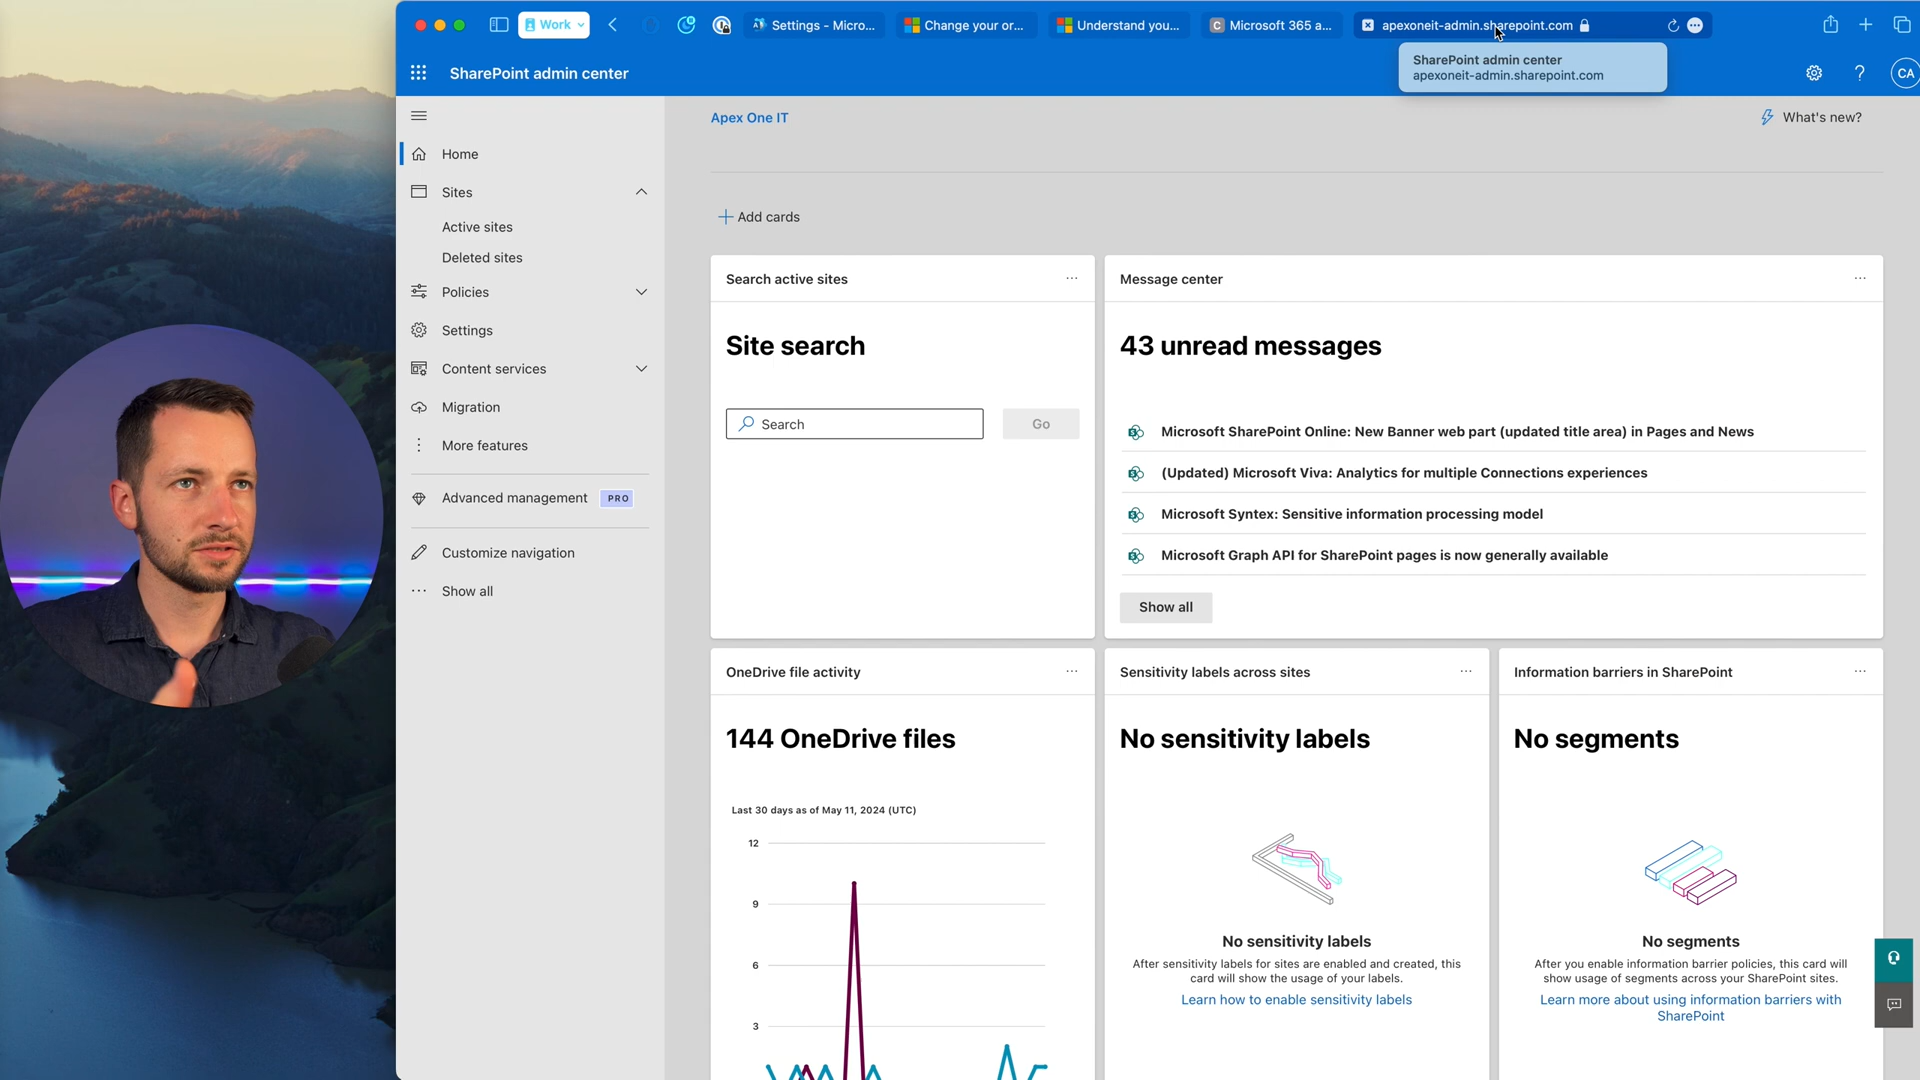 Work
Settings - Micro...
Change your or...
Understand you...
C
Microsoft 365 a...
apexoneit-admin.sharepoint.com
SharePoint admin center
SharePoint admin center
apexoneit-admin.sharepoint.com
?
CA
Home
Sites
Active sites
Deleted sites
Policies
Settings
Content services
Migration
More features
Advanced management PRO
Customize navigation
Show all
Apex One IT
What's new?
Add cards
Search active sites
Site search
Search
Go
Message center
43 unread messages
Microsoft SharePoint Online: New Banner web part (updated title area) in Pages and News
(Updated) Microsoft Viva: Analytics for multiple Connections experiences
Microsoft Syntex: Sensitive information processing model
Microsoft Graph API for SharePoint pages is now generally available
Show all
OneDrive file activity
144 OneDrive files
Last 30 days as of May 11, 2024 (UTC)
12
9
6
3
Sensitivity labels across sites
No sensitivity labels
No sensitivity labels
After sensitivity labels for sites are enabled and created, this
card will show the usage of your labels.
Learn how to enable sensitivity labels
Information barriers in SharePoint
No segments
No segments
After you enable information barrier policies, this card will
show usage of segments across your SharePoint sites.
Learn more about using information barriers with
SharePoint